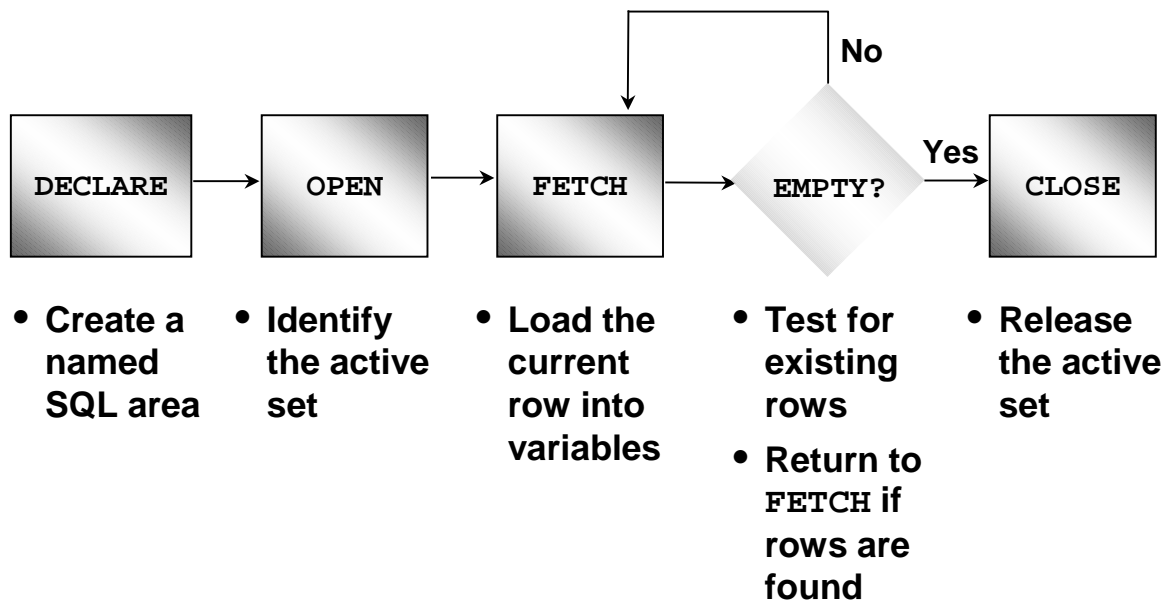 No
DECLARE
OPEN
FETCH
EMPTY?
Yes
CLOSE
• Create a
named
SQL area
• Identify
the active
set
• Load the
current
row into
variables
• Test for
existing
rows
• Return to
FETCH if
rows are
found
• Release
the active
set